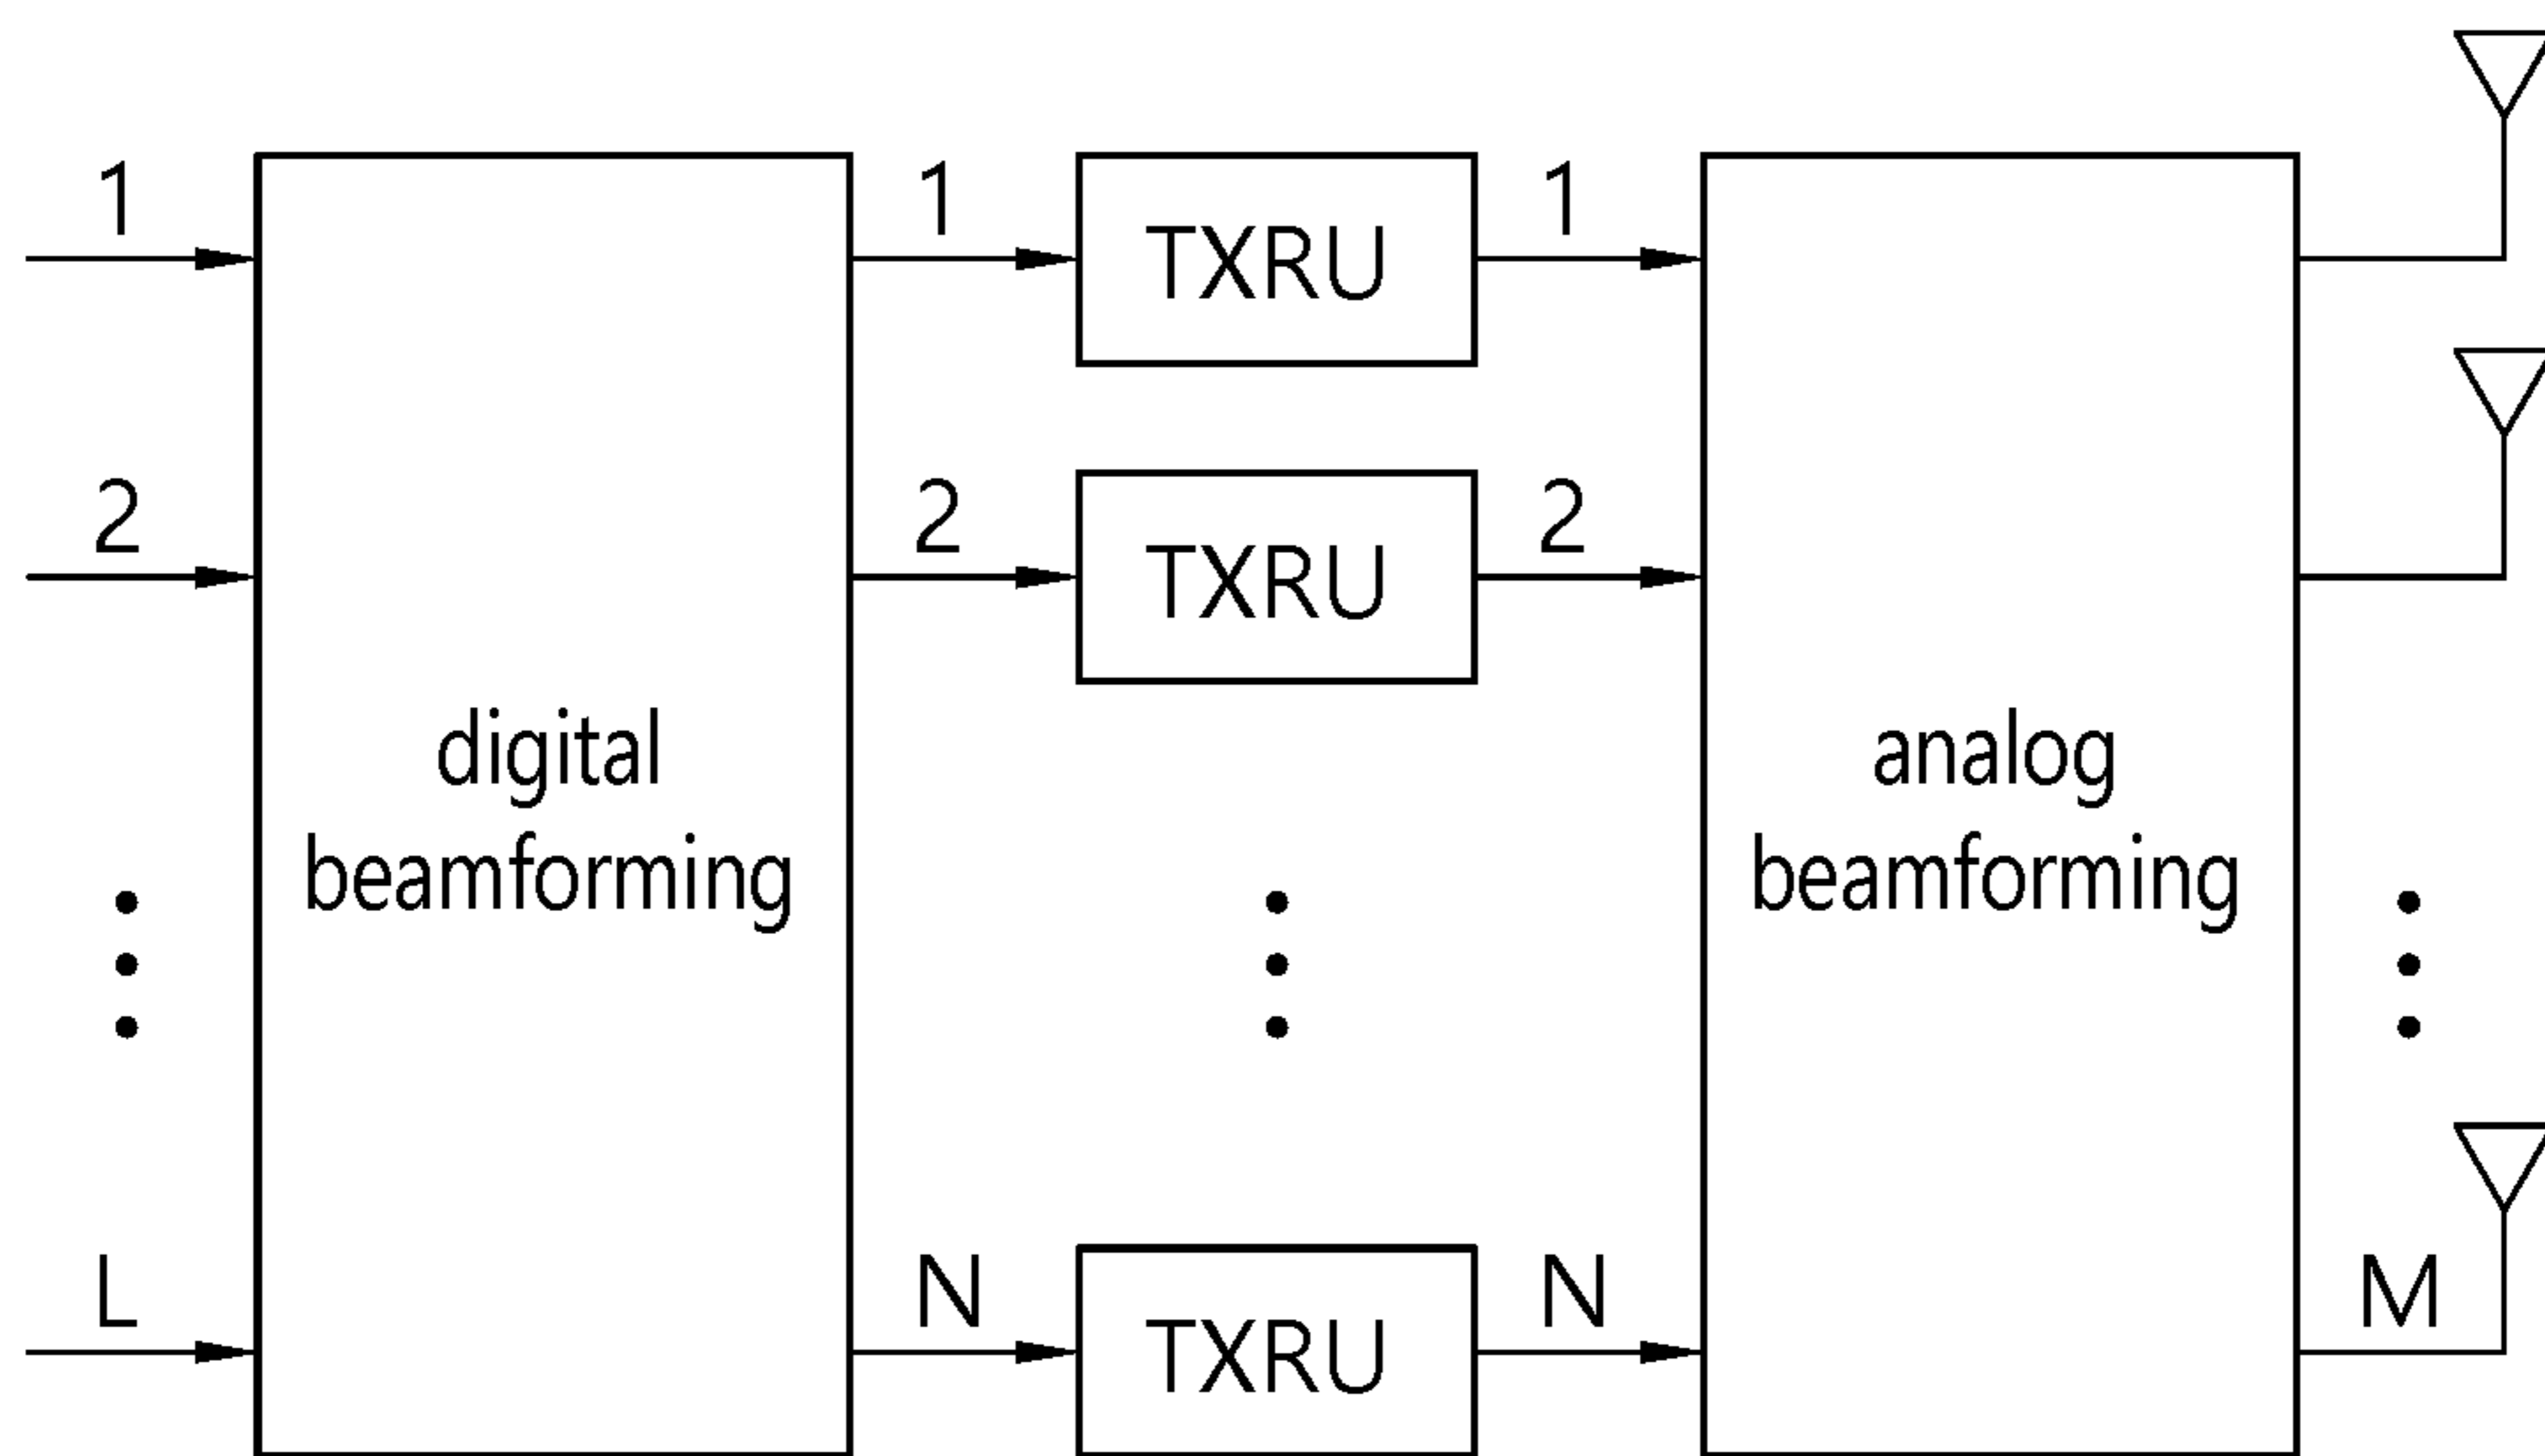 1
1
TXRU
1
2
2
TXRU
2
digital
beamforming
analog
beamforming
L
N
TXRU
N
M